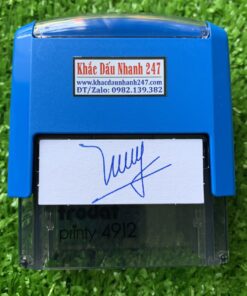 Khắc Dấu Nhanh 247
www.khacdaunhanh247.com
ĐT/Zalo: 0982.139.382
trodat
printy 4912